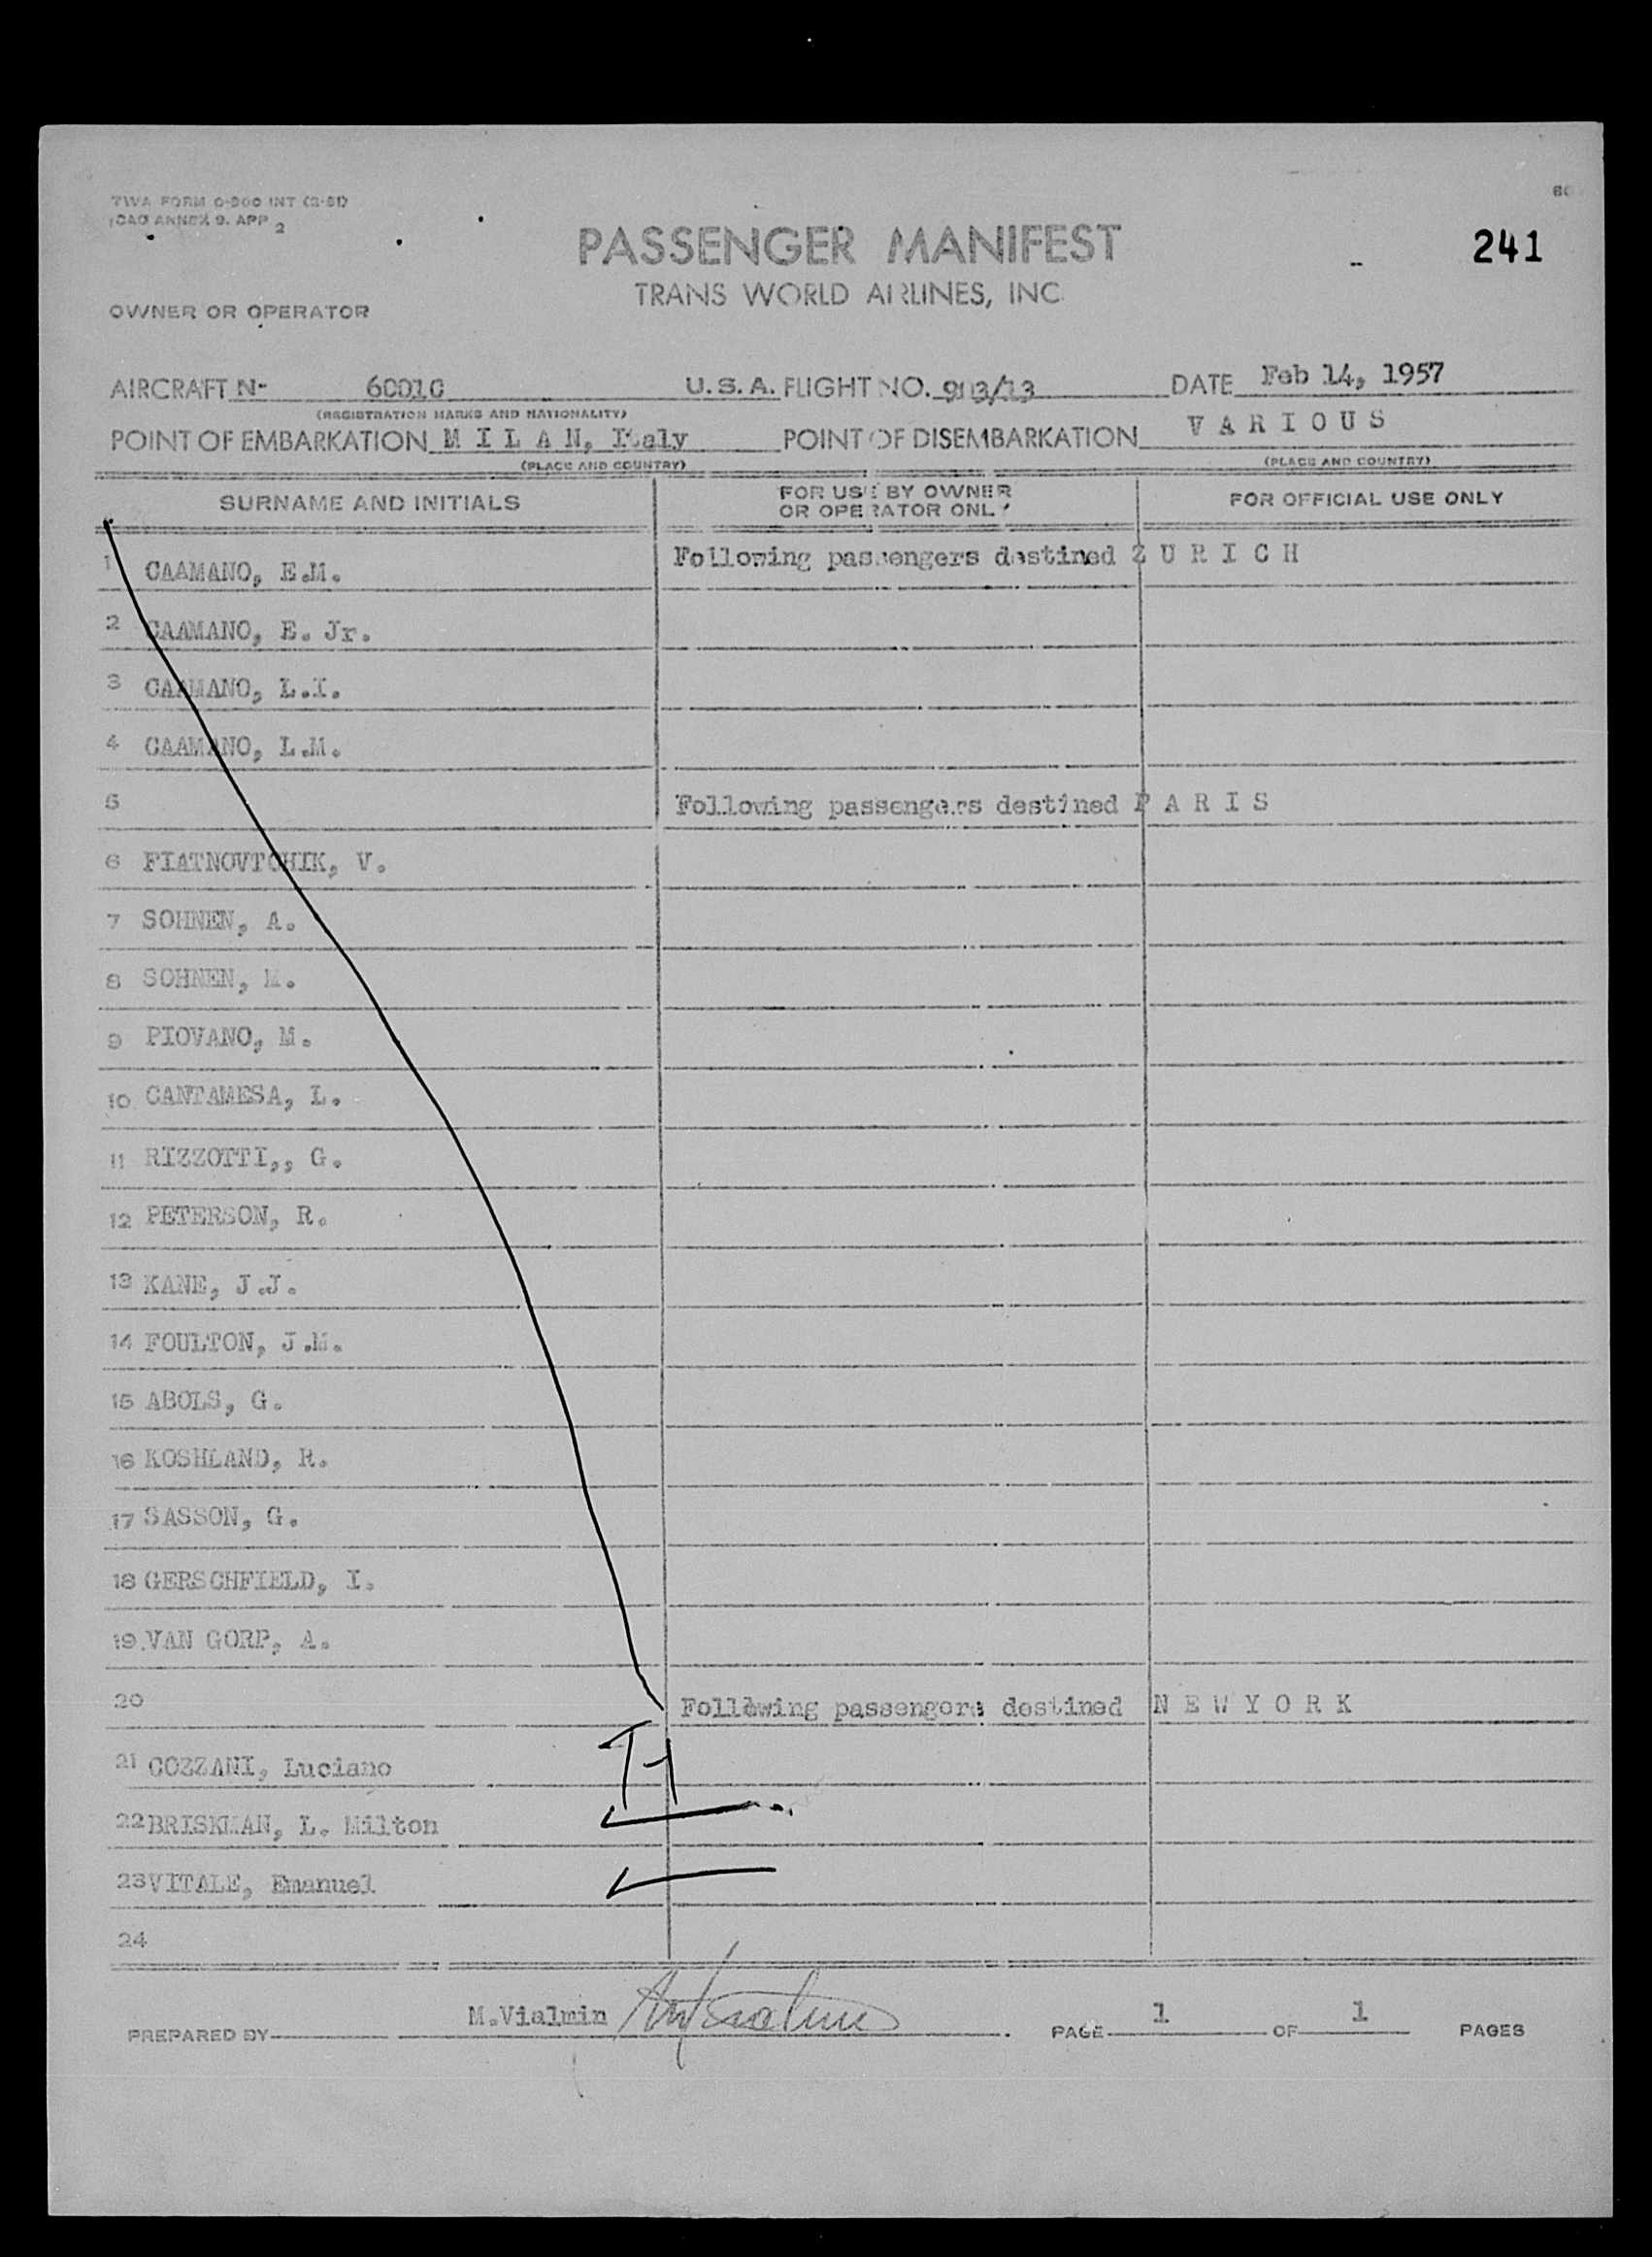 TWA FORM O-900 INT (2-51)
ICAO ANNEX 9. APP 2
PASSENGER MANIFEST
241
TRANS WORLD AIRLINES, INC
OWNER OR OPERATOR
AIRCRAFT N- 6001C U.S.A. FLIGHT NO. 903/13 DATE Feb 14, 1957
(REGISTRATION MARKS AND NATIONALITY)
POINT OF EMBARKATION M I L A N, Italy POINT OF DISEMBARKATION V A R I O U S
(PLACE AND COUNTRY) (PLACE AND COUNTRY)
SURNAME AND INITIALS FOR USE BY OWNER OR OPERATOR ONLY FOR OFFICIAL USE ONLY
1 CAAMANO, E.M. Following passengers destined Z U R I C H
2 CAAMANO, E. Jr.
3 CAAMANO, L.I.
4 CAAMANO, L.M.
5 Following passengers destined P A R I S
6 FIATNOVTCHIK, V.
7 SOHNEN, A.
8 SOHNEN, M.
9 PIOVANO, M.
10 CANTAMESA, L.
11 RIZZOTTI,, G.
12 PETERSON, R.
13 KANE, J.J.
14 FOULTON, J.M.
15 ABOLS, G.
16 KOSHLAND, R.
17 SASSON, G.
18 GERSCHFIELD, I.
19 VAN GORP, A.
20 Following passengers destined N E W Y O R K
21 COZZANI, Luciano
22 BRISKMAN, L. Milton
23 VITALE, Emanuel
24
PREPARED BY M.Vialmin PAGE 1 OF 1 PAGES